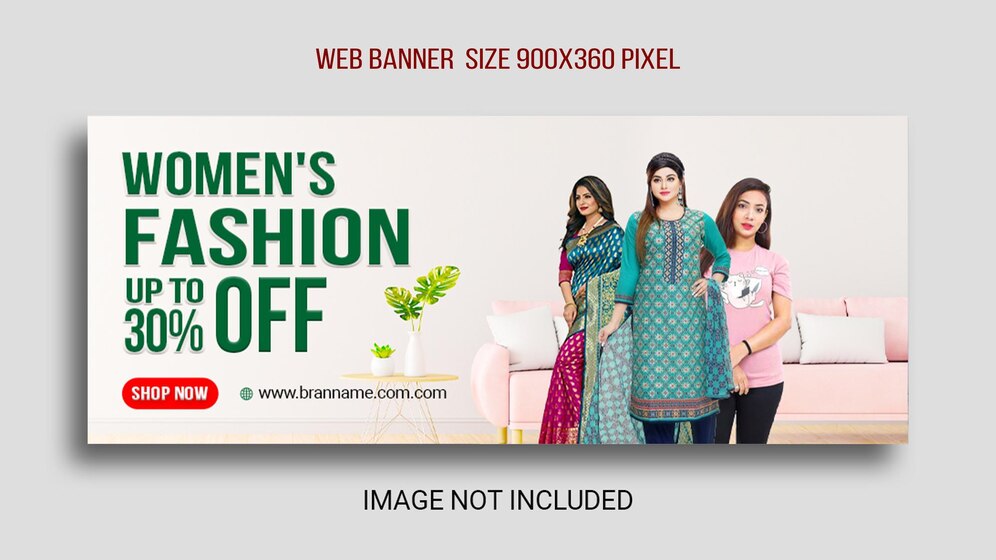 WEB BANNER SIZE 900X360 PIXEL
WOMEN'S
FASHION
UP TO
30% OFF
SHOP NOW
www.branname.com.com
IMAGE NOT INCLUDED